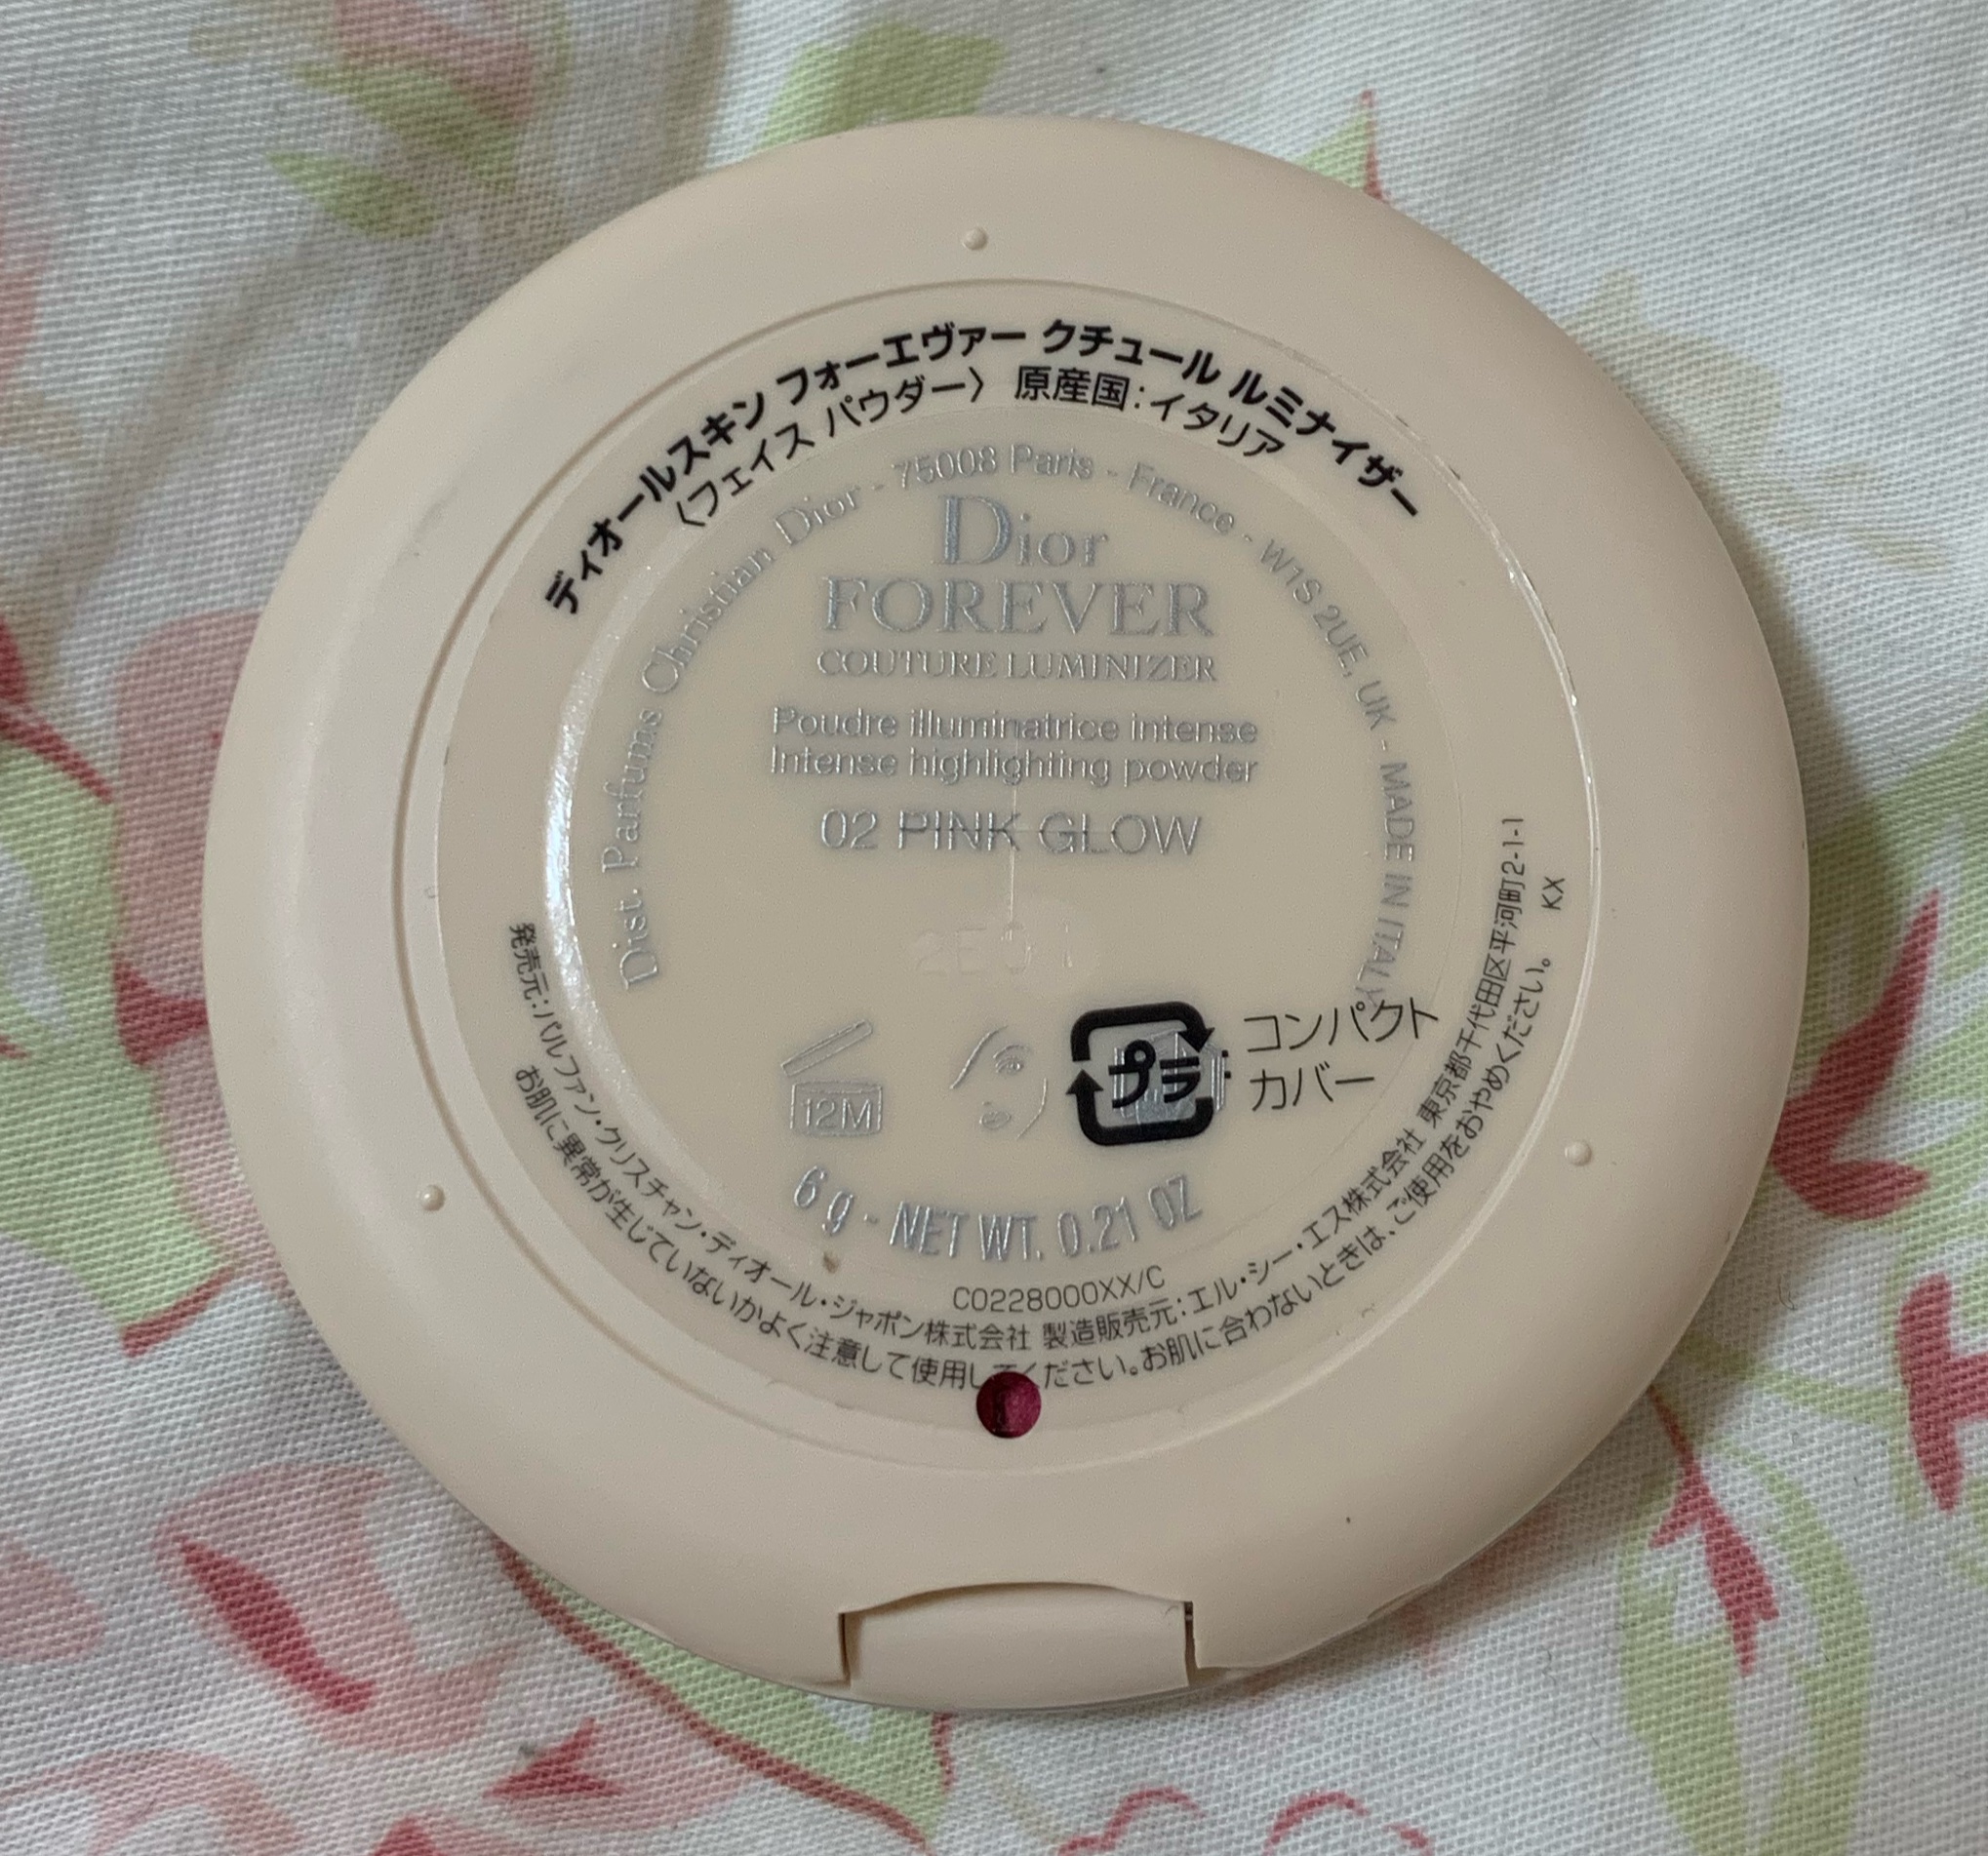 ディオールスキン フォーエヴァー クチュール ルミナイザー
〈フェイス パウダー〉 原産国:イタリア
Dist. Parfums Christian Dior - 75008 Paris - France - W1S 2UE, UK - MADE IN ITALY
Dior
FOREVER
COUTURE LUMINIZER
Poudre illuminatrice intense
Intense highlighting powder
02 PINK GLOW
12M
プラ
コンパクト
カバー
6 g - NET WT. 0.21 OZ
C0228000XX/C
発売元:パルファン・クリスチャン・ディオール・ジャポン株式会社 製造販売元:エル・シー・エス株式会社 東京都千代田区平河町2-1-1
お肌に異常が生じていないかよく注意して使用してください。お肌に合わないときは、ご使用をおやめください。 KX